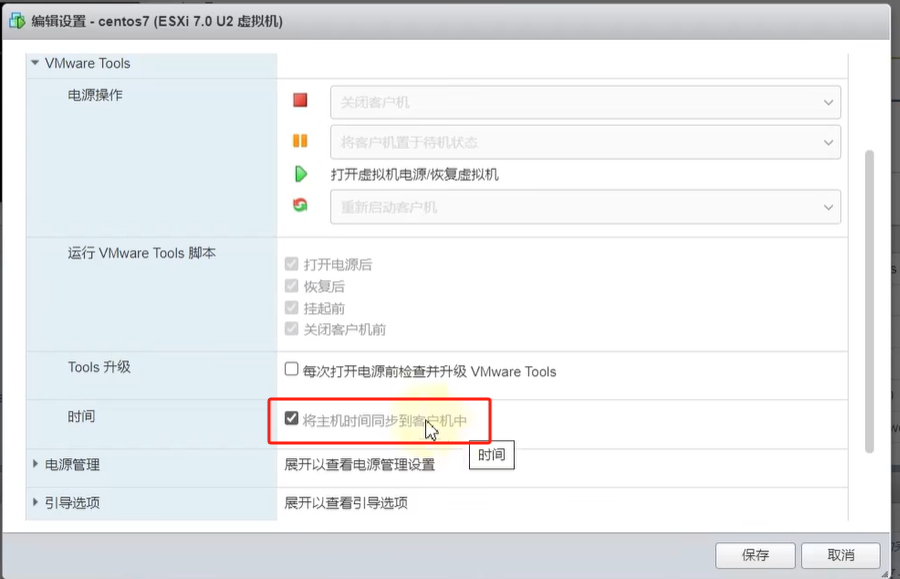 编辑设置 - centos7 (ESXi 7.0 U2 虚拟机)
VMware Tools
电源操作
关闭客户机
将客户机置于待机状态
打开虚拟机电源/恢复虚拟机
重新启动客户机
运行 VMware Tools 脚本
打开电源后
恢复后
挂起前
关闭客户机前
Tools 升级
每次打开电源前检查并升级 VMware Tools
时间
将主机时间同步到客户机中
时间
电源管理
展开以查看电源管理设置
引导选项
展开以查看引导选项
保存
取消